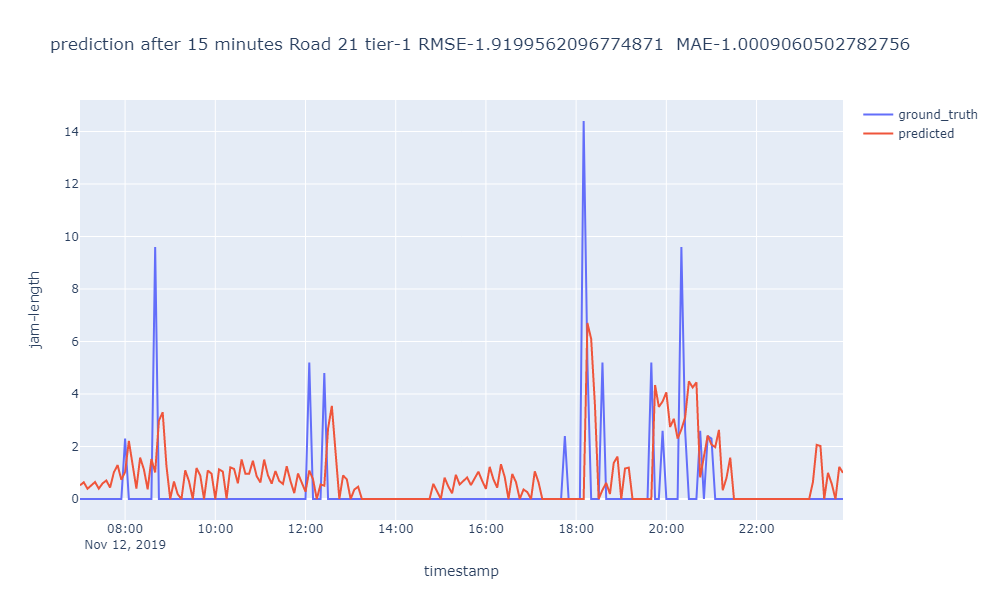 prediction after 15 minutes Road 21 tier-1 RMSE-1.9199562096774871  MAE-1.0009060502782756
ground_truth
predicted
14
12
10
8
6
4
2
0
jam-length
08:00 10:00 12:00 14:00 16:00 18:00 20:00 22:00
Nov 12, 2019
timestamp